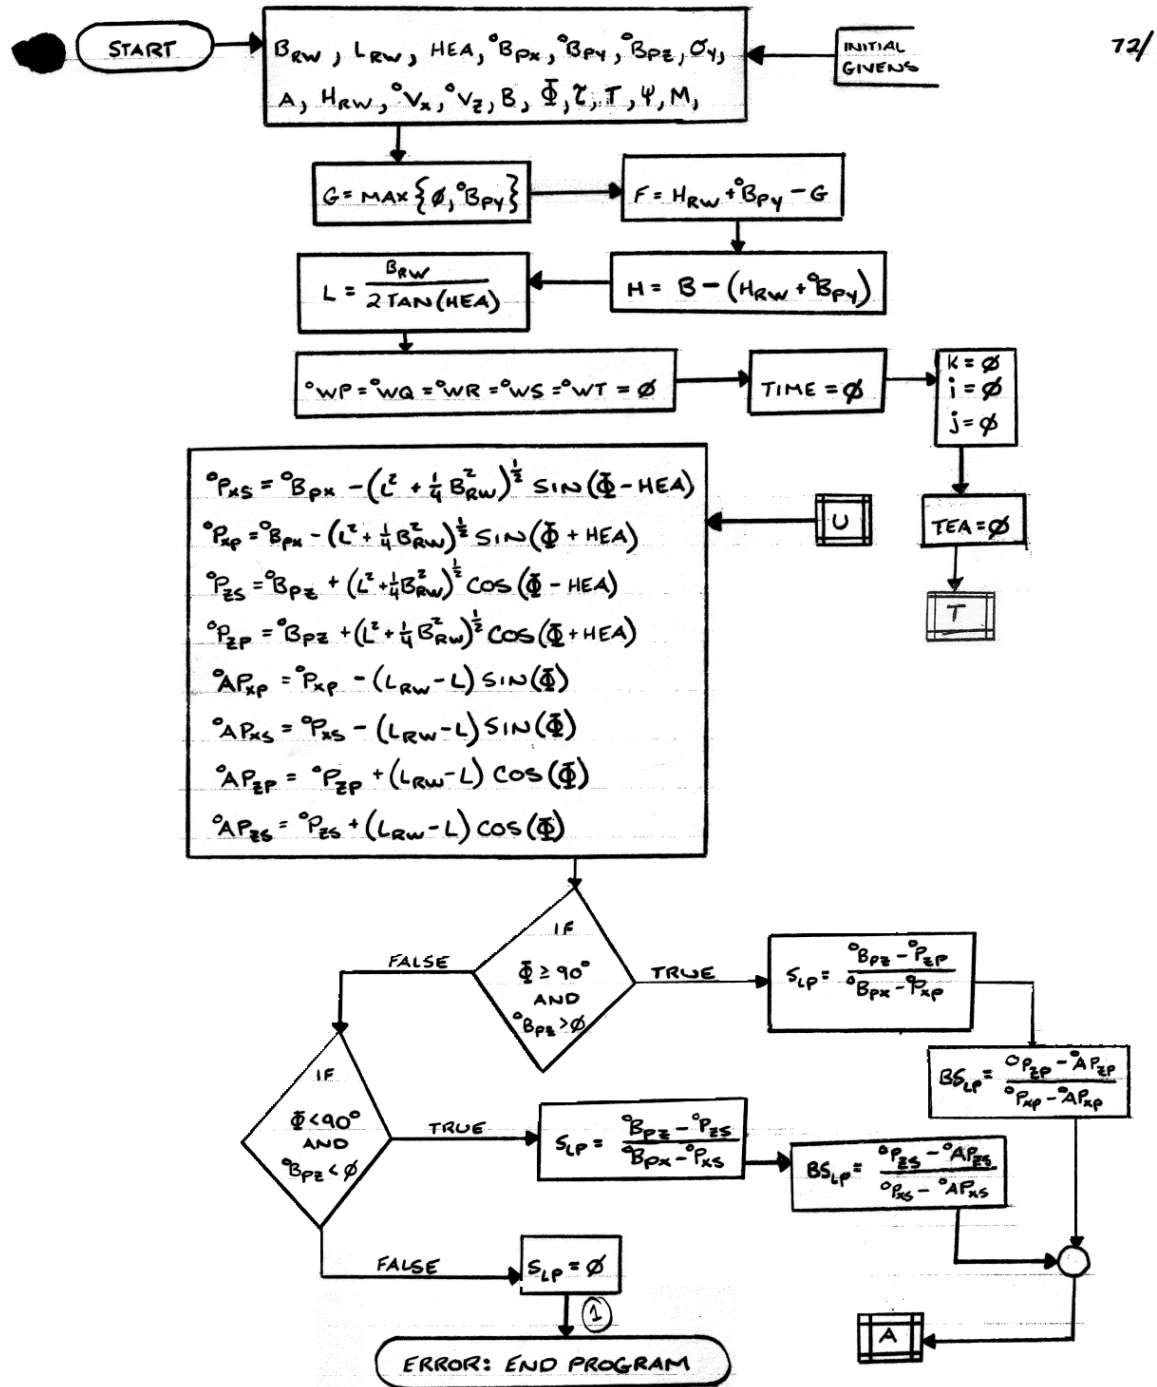 72/
START
B_RW, L_RW, HEA, °B_PX, °B_PY, °B_PZ, σ_Y,
A, H_RW, °V_X, °V_Z, B, Φ, τ, T, Ψ, M,
INITIAL
GIVENS
G = MAX {ϕ, °B_PY}
F = H_RW + °B_PY − G
L = B_RW / 2 TAN(HEA)
H = B − (H_RW + °B_PY)
°WP = °WQ = °WR = °WS = °WT = ϕ
TIME = ϕ
k = ϕ
i = ϕ
j = ϕ
TEA = ϕ
T
U
°P_XS = °B_PX − (L² + ¼ B²_RW)^½ SIN(Φ − HEA)
°P_XP = °B_PX − (L² + ¼ B²_RW)^½ SIN(Φ + HEA)
°P_ZS = °B_PZ + (L² + ¼ B²_RW)^½ COS(Φ − HEA)
°P_ZP = °B_PZ + (L² + ¼ B²_RW)^½ COS(Φ + HEA)
°AP_XP = °P_XP − (L_RW − L) SIN(Φ)
°AP_XS = °P_XS − (L_RW − L) SIN(Φ)
°AP_ZP = °P_ZP + (L_RW − L) COS(Φ)
°AP_ZS = °P_ZS + (L_RW − L) COS(Φ)
IF
Φ ≥ 90°
AND
°B_PZ > ϕ
FALSE
TRUE
S_LP = °B_PZ − °P_ZP / °B_PX − °P_XP
BS_LP = °P_ZP − °AP_ZP / °P_XP − °AP_XP
IF
Φ < 90°
AND
°B_PZ < ϕ
TRUE
S_LP = °B_PZ − °P_ZS / °B_PX − °P_XS
BS_LP = °P_ZS − °AP_ZS / °P_XS − °AP_XS
FALSE
S_LP = ϕ
1
A
ERROR: END PROGRAM